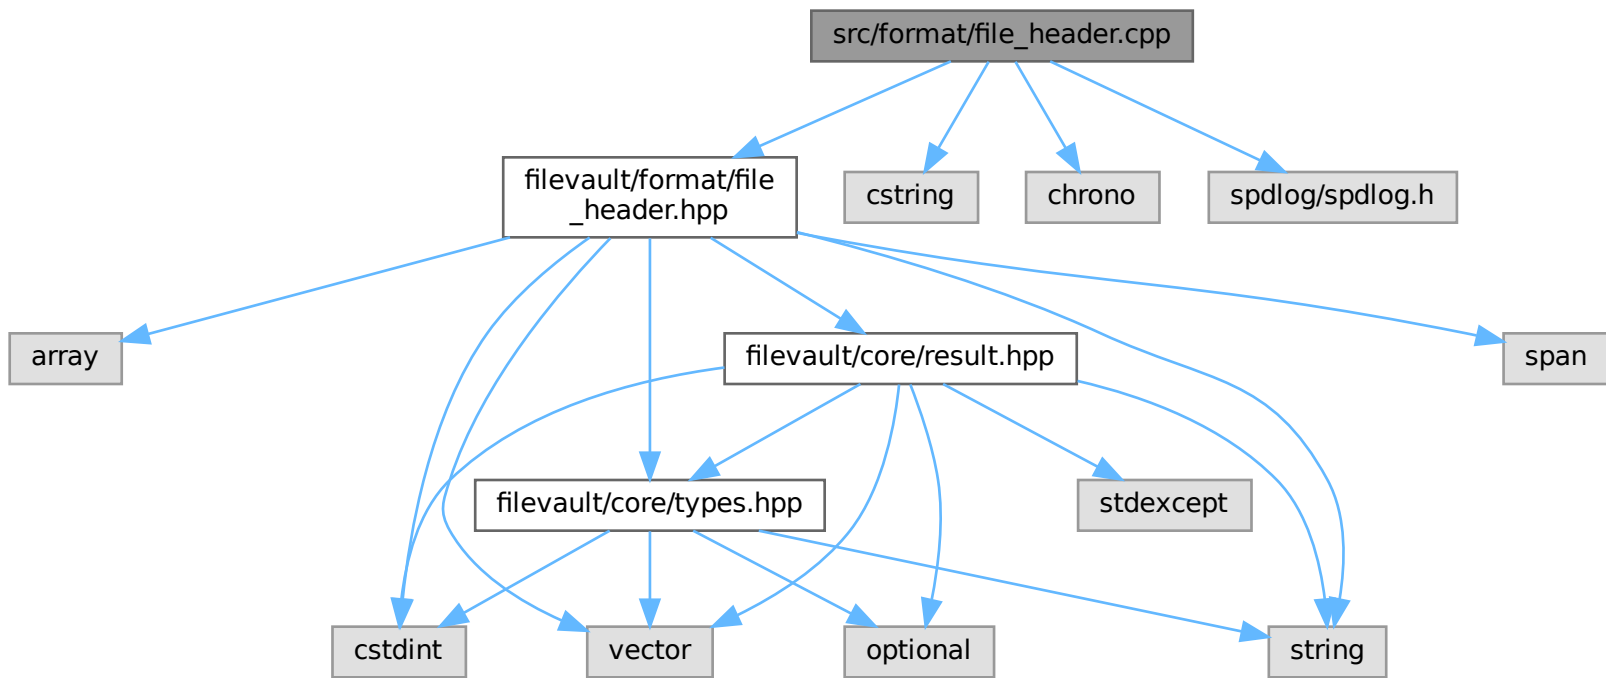 src/format/file_header.cpp
filevault/format/file
_header.hpp
cstring
chrono
spdlog/spdlog.h
array
filevault/core/result.hpp
span
filevault/core/types.hpp
stdexcept
cstdint
vector
optional
string